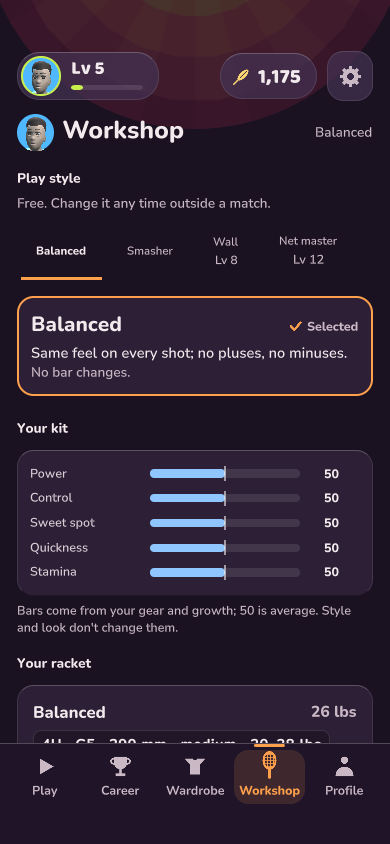 Lv 5
1,175
Workshop
Balanced
Play style
Free. Change it any time outside a match.
Balanced
Smasher
Wall
Lv 8
Net master
Lv 12
Balanced
Selected
Same feel on every shot; no pluses, no minuses.
No bar changes.
Your kit
Power 50
Control 50
Sweet spot 50
Quickness 50
Stamina 50
Bars come from your gear and growth; 50 is average. Style
and look don't change them.
Your racket
Balanced
26 lbs
Play
Career
Wardrobe
Workshop
Profile